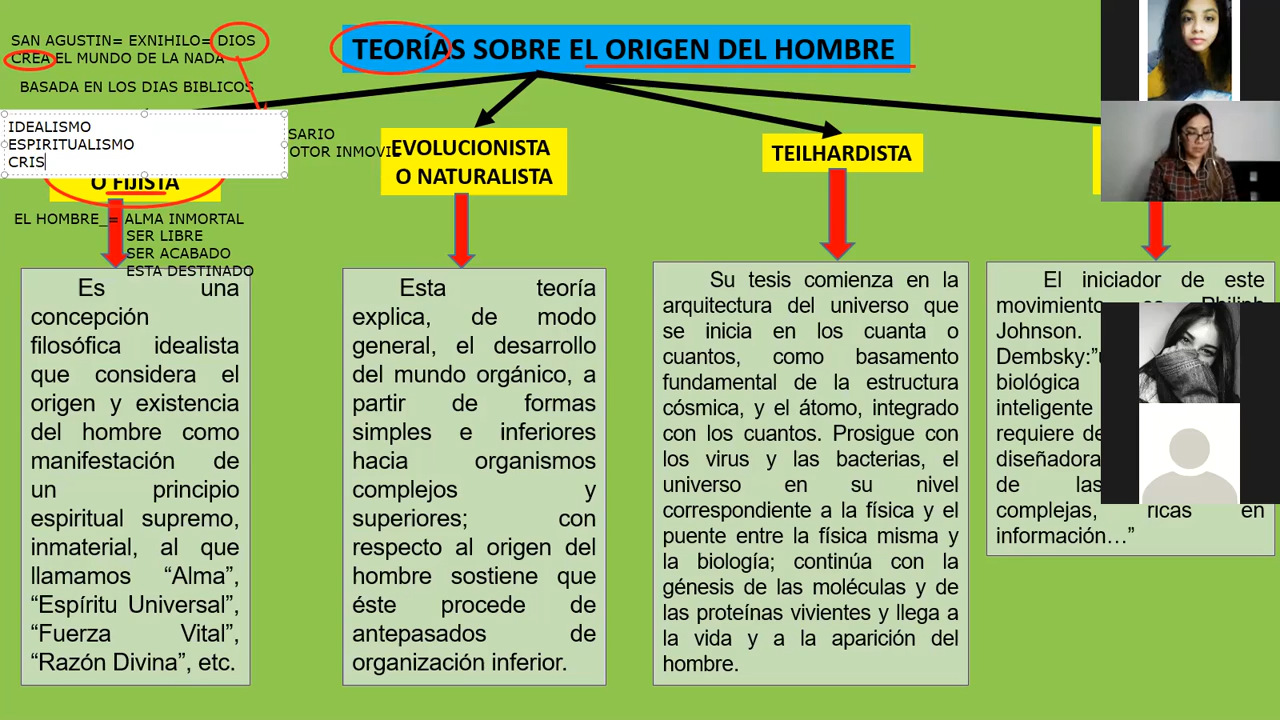 SAN AGUSTIN= EXNIHILO= DIOS
CREA EL MUNDO DE LA NADA
BASADA EN LOS DIAS BIBLICOS
TEORÍAS SOBRE EL ORIGEN DEL HOMBRE
IDEALISMO
ESPIRITUALISMO
CRIS
SARIO
OTOR INMOVIL
O FIJISTA
EL HOMBRE_= ALMA INMORTAL
SER LIBRE
SER ACABADO
ESTA DESTINADO
Es una
concepción
filosófica idealista
que considera el
origen y existencia
del hombre como
manifestación de
un principio
espiritual supremo,
inmaterial, al que
llamamos “Alma”,
“Espíritu Universal”,
“Fuerza Vital”,
“Razón Divina”, etc.
EVOLUCIONISTA
O NATURALISTA
Esta teoría
explica, de modo
general, el desarrollo
del mundo orgánico, a
partir de formas
simples e inferiores
hacia organismos
complejos y
superiores; con
respecto al origen del
hombre sostiene que
éste procede de
antepasados de
organización inferior.
TEILHARDISTA
Su tesis comienza en la
arquitectura del universo que
se inicia en los cuanta o
cuantos, como basamento
fundamental de la estructura
cósmica, y el átomo, integrado
con los cuantos. Prosigue con
los virus y las bacterias, el
universo en su nivel
correspondiente a la física y el
puente entre la física misma y
la biología; continúa con la
génesis de las moléculas y de
las proteínas vivientes y llega a
la vida y a la aparición del
hombre.
El iniciador de este
movimiento es Philiph
Johnson.
Dembsky:”
biológica
inteligente
requiere de
diseñadora
de las
complejas, ricas en
información…”